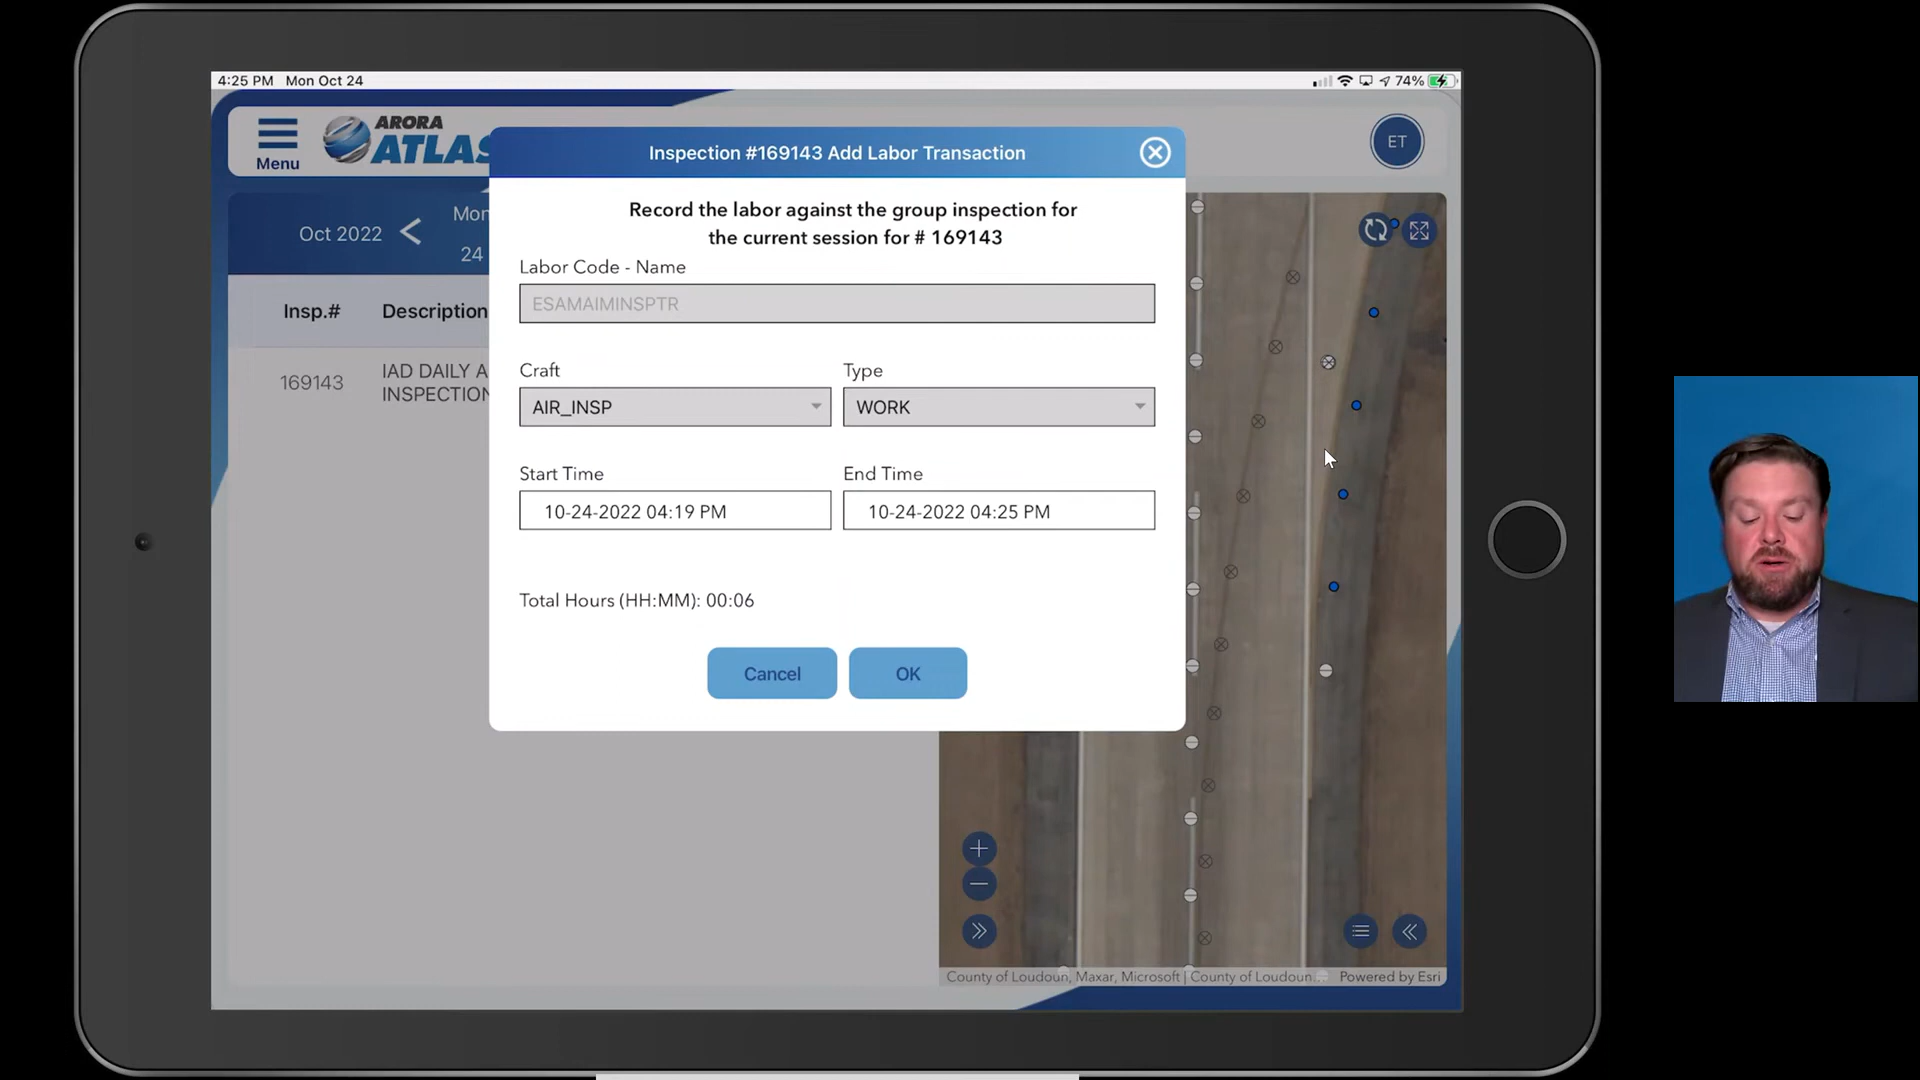 4:25 PM Mon Oct 24
74%
Menu
ARORA
ATLAS
ET
Inspection #169143 Add Labor Transaction
Oct 2022
Mon
24
Insp.#
Description
169143
IAD DAILY A
INSPECTION
Record the labor against the group inspection for
the current session for # 169143
Labor Code - Name
ESAMAIMINSPTR
Craft
Type
AIR_INSP
WORK
Start Time
End Time
10-24-2022 04:19 PM
10-24-2022 04:25 PM
Total Hours (HH:MM): 00:06
Cancel
OK
County of Loudoun, Maxar, Microsoft | County of Loudoun...
Powered by Esri